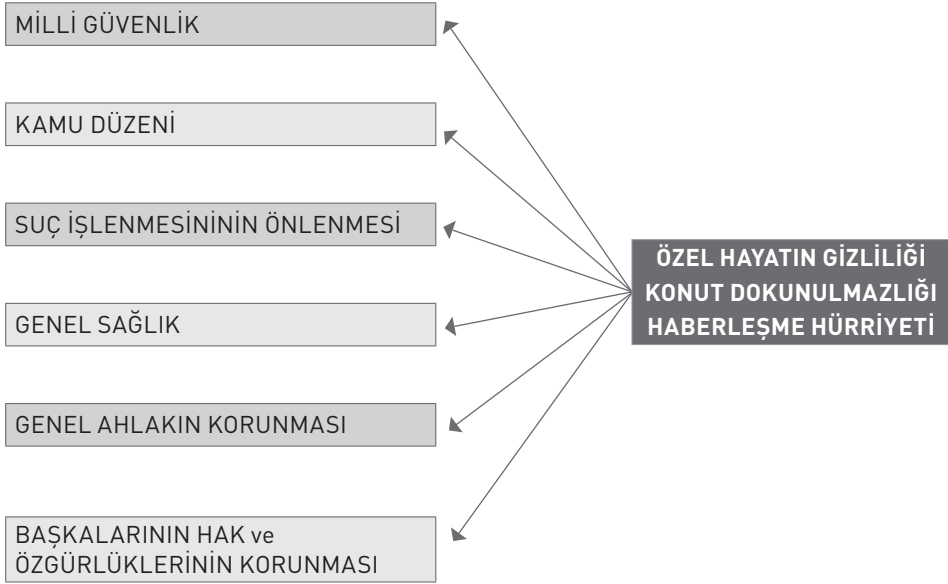 MİLLİ GÜVENLİK
KAMU DÜZENİ
SUÇ İŞLENMESİNİNİN ÖNLENMESİ
GENEL SAĞLIK
GENEL AHLAKIN KORUNMASI
BAŞKALARININ HAK ve
ÖZGÜRLÜKLERİNİN KORUNMASI
ÖZEL HAYATIN GİZLİLİĞİ
KONUT DOKUNULMAZLIĞI
HABERLEŞME HÜRRİYETİ